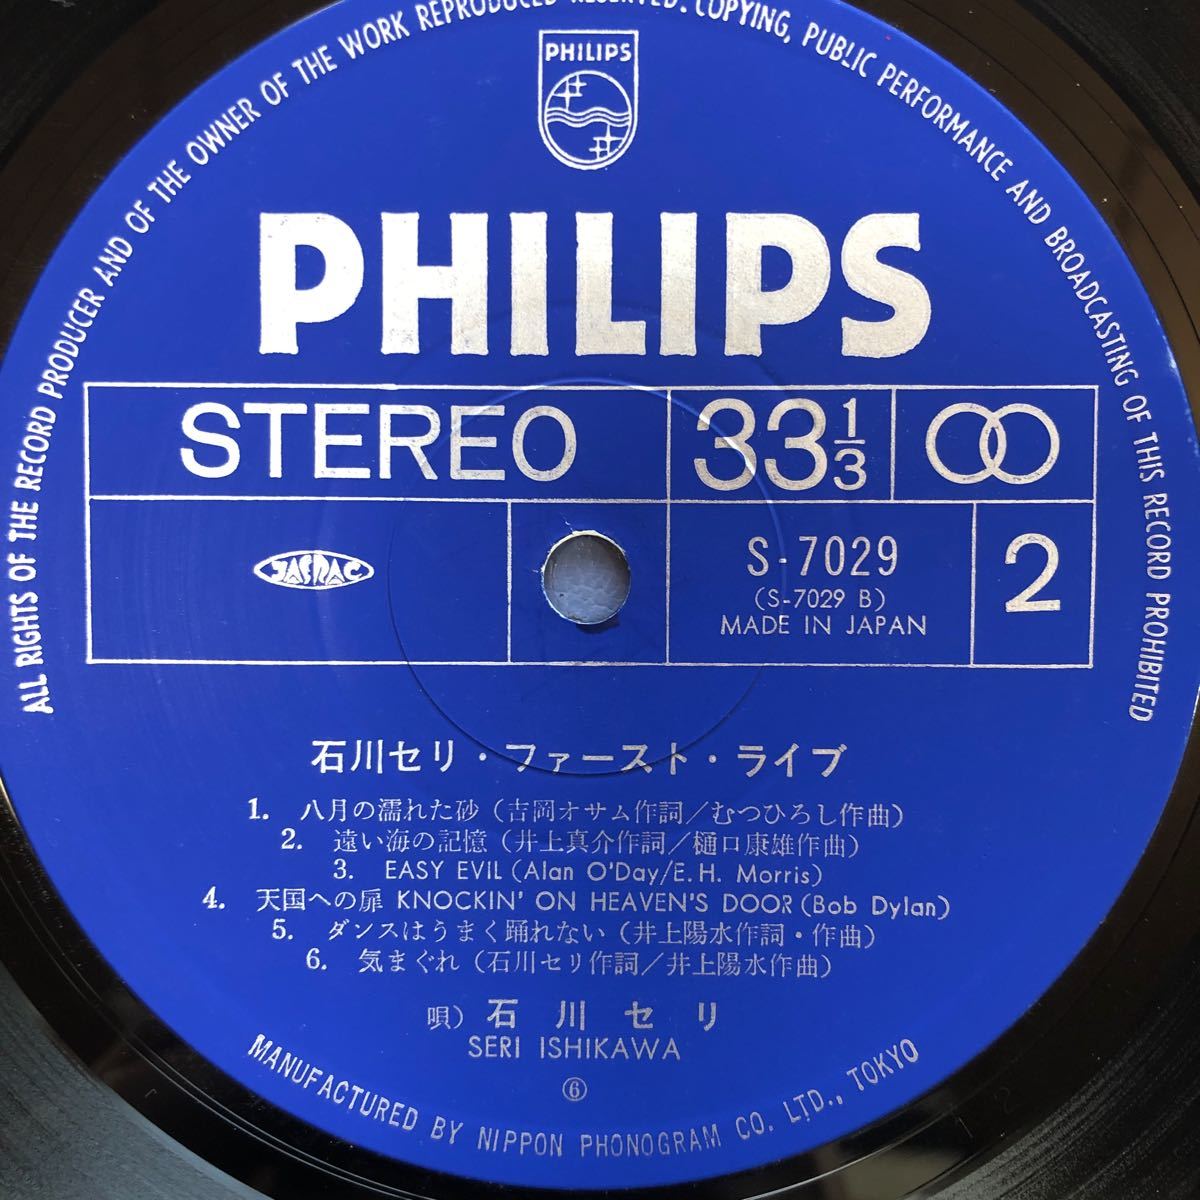 ALL RIGHTS OF THE RECORD PRODUCER AND OF THE OWNER OF THE WORK REPRODUCED RESERVED. COPYING, PUBLIC PERFORMANCE AND BROADCASTING OF THIS RECORD PROHIBITED
PHILIPS
PHILIPS
STEREO 33 1/3
JASRAC
S-7029
(S-7029 B)
MADE IN JAPAN
2
石川セリ・ファースト・ライブ
1. 八月の濡れた砂（吉岡オサム作詞／むつひろし作曲）
2. 遠い海の記憶（井上真介作詞／樋口康雄作曲）
3. EASY EVIL (Alan O'Day/E. H. Morris)
4. 天国への扉 KNOCKIN' ON HEAVEN'S DOOR (Bob Dylan)
5. ダンスはうまく踊れない（井上陽水作詞・作曲）
6. 気まぐれ（石川セリ作詞／井上陽水作曲）
唄）石川セリ
SERI ISHIKAWA
⑥
MANUFACTURED BY NIPPON PHONOGRAM CO. LTD., TOKYO